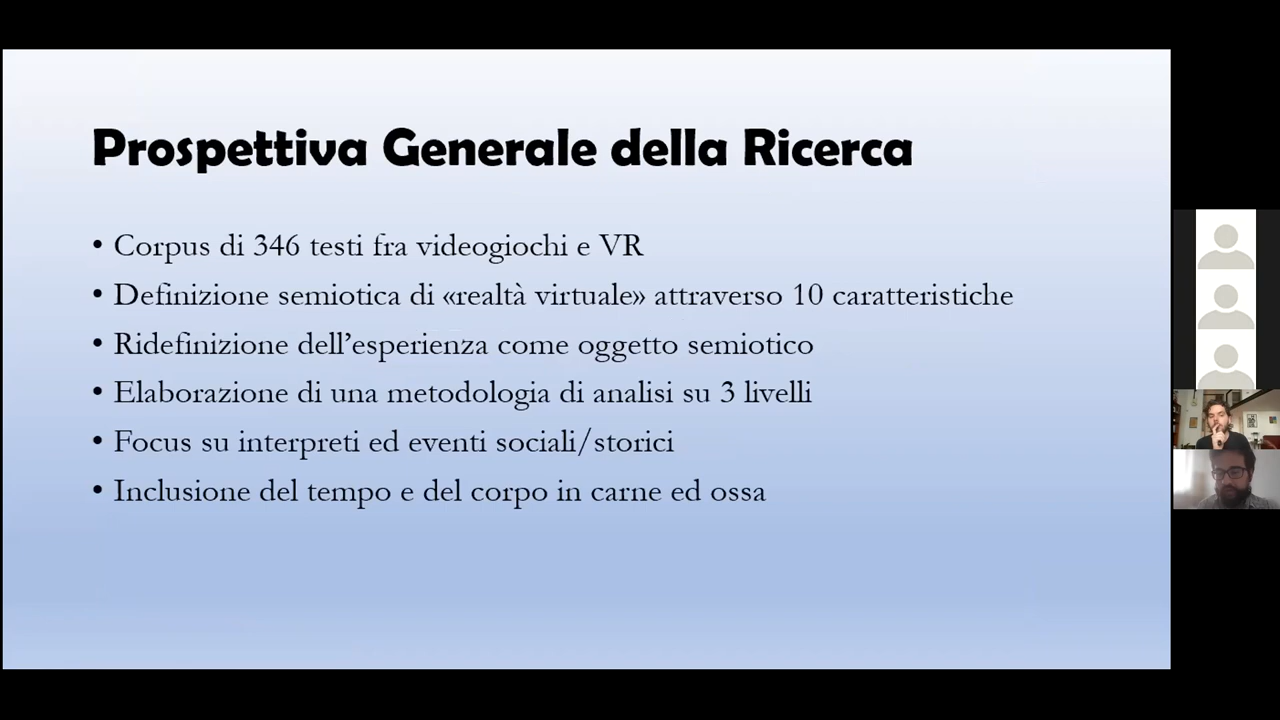 Prospettiva Generale della Ricerca
• Corpus di 346 testi fra videogiochi e VR
• Definizione semiotica di «realtà virtuale» attraverso 10 caratteristiche
• Ridefinizione dell’esperienza come oggetto semiotico
• Elaborazione di una metodologia di analisi su 3 livelli
• Focus su interpreti ed eventi sociali/storici
• Inclusione del tempo e del corpo in carne ed ossa